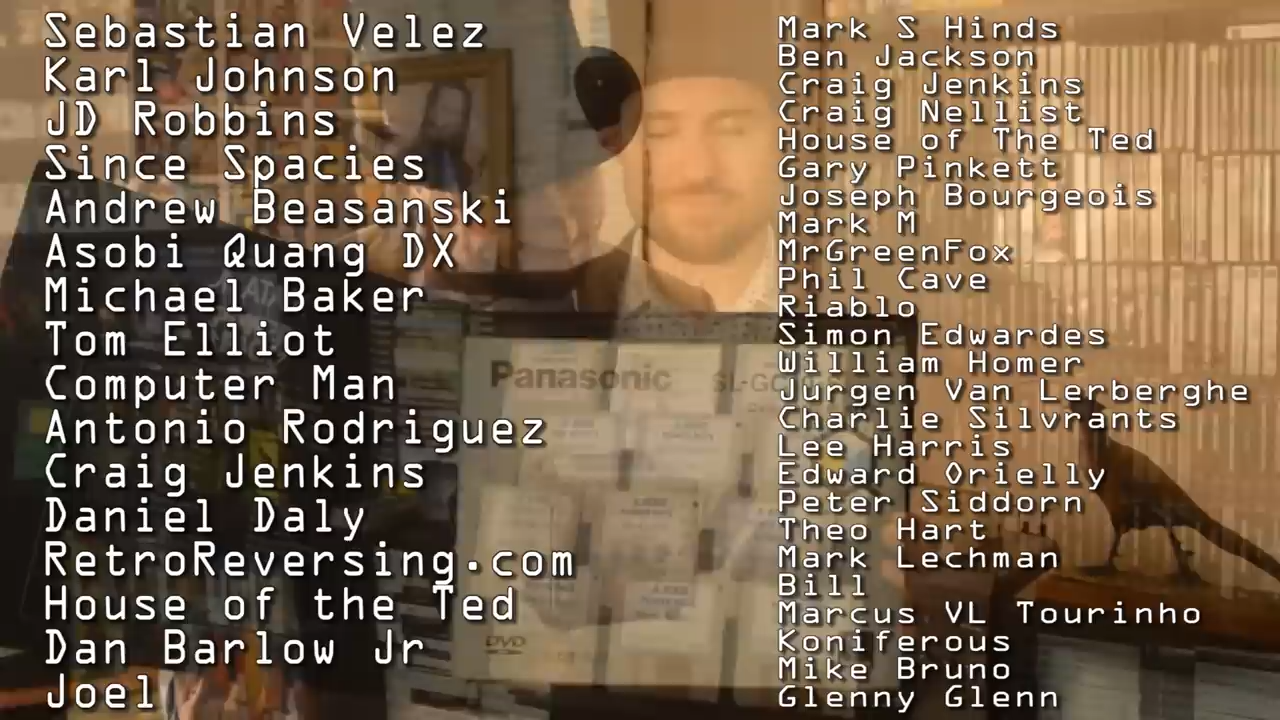 Sebastian Velez
Karl Johnson
JD Robbins
Since Spacies
Andrew Beasanski
Asobi Quang DX
Michael Baker
Tom Elliot
Computer Man
Antonio Rodriguez
Craig Jenkins
Daniel Daly
RetroReversing.com
House of the Ted
Dan Barlow Jr
Joel
Mark S Hinds
Ben Jackson
Craig Jenkins
Craig Nellist
House of The Ted
Gary Pinkett
Joseph Bourgeois
Mark M
MrGreenFox
Phil Cave
Riablo
Simon Edwardes
William Homer
Jurgen Van Lerberghe
Charlie Silvrants
Lee Harris
Edward Orielly
Peter Siddorn
Theo Hart
Mark Lechman
Bill
Marcus VL Tourinho
Koniferous
Mike Bruno
Glenny Glenn
Panasonic
DVD